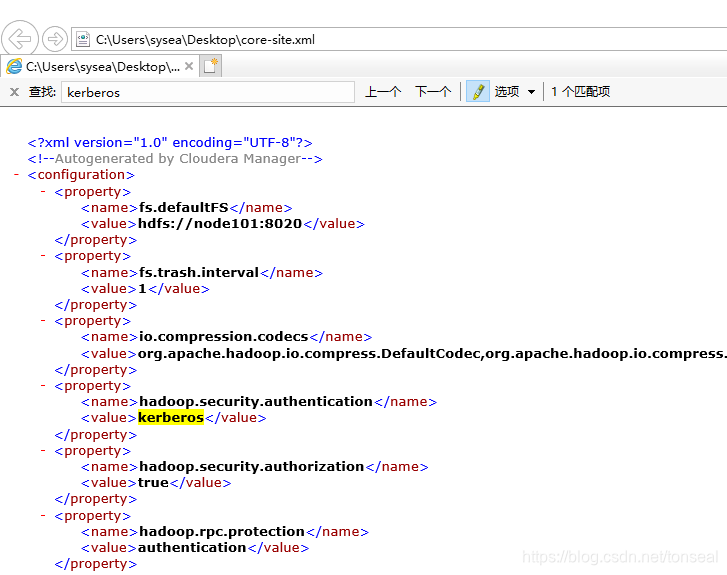 C:\Users\sysea\Desktop\core-site.xml
C:\Users\sysea\Desktop\...
查找: kerberos 上一个 下一个 选项 1 个匹配项
<?xml version="1.0" encoding="UTF-8"?>
<!--Autogenerated by Cloudera Manager-->
- <configuration>
- <property>
<name>fs.defaultFS</name>
<value>hdfs://node101:8020</value>
</property>
- <property>
<name>fs.trash.interval</name>
<value>1</value>
</property>
- <property>
<name>io.compression.codecs</name>
<value>org.apache.hadoop.io.compress.DefaultCodec,org.apache.hadoop.io.compress.
</property>
- <property>
<name>hadoop.security.authentication</name>
<value>kerberos</value>
</property>
- <property>
<name>hadoop.security.authorization</name>
<value>true</value>
</property>
- <property>
<name>hadoop.rpc.protection</name>
<value>authentication</value>
</property>
https://blog.csdn.net/tonseal